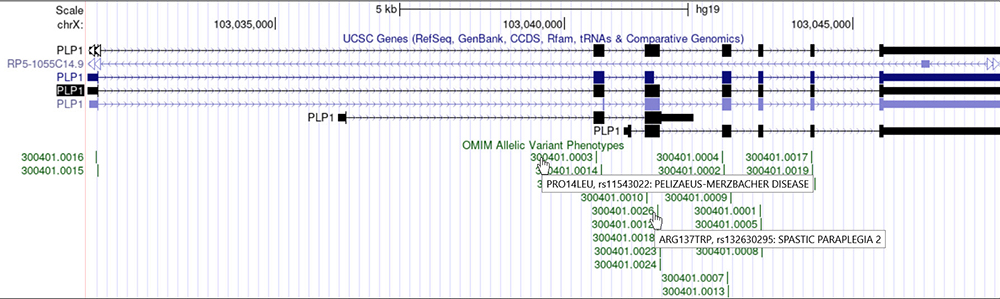 Scale 5 kb hg19
chrX: 103,035,000 103,040,000 103,045,000
UCSC Genes (RefSeq, GenBank, CCDS, Rfam, tRNAs & Comparative Genomics)
PLP1
RP5-1055C14.9
PLP1
PLP1
PLP1
PLP1
PLP1
OMIM Allelic Variant Phenotypes
300401.0016 300401.0003 300401.0004 300401.0017
300401.0015 300401.0014 300401.0002 300401.0019
PRO14LEU, rs11543022: PELIZAEUS-MERZBACHER DISEASE
300401.0010 300401.0009
300401.0026 300401.0001
300401.0012 300401.0005
300401.0018 ARG137TRP, rs132630295: SPASTIC PARAPLEGIA 2
300401.0023 .0008
300401.0024
300401.0007
300401.0013